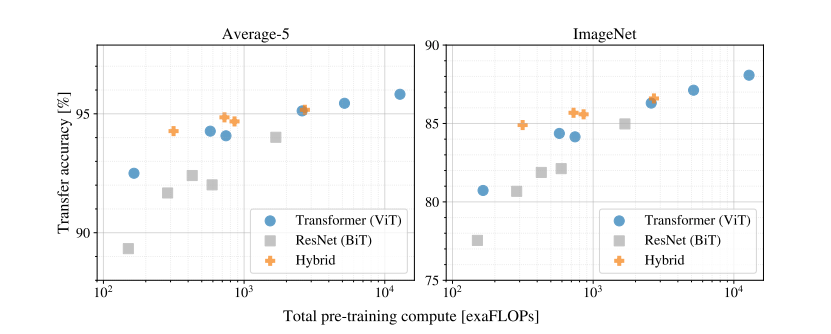 Average-5
ImageNet
Transfer accuracy [%]
95
90
10²
10³
10⁴
Transformer (ViT)
ResNet (BiT)
Hybrid
90
85
80
75
10²
10³
10⁴
Transformer (ViT)
ResNet (BiT)
Hybrid
Total pre-training compute [exaFLOPs]